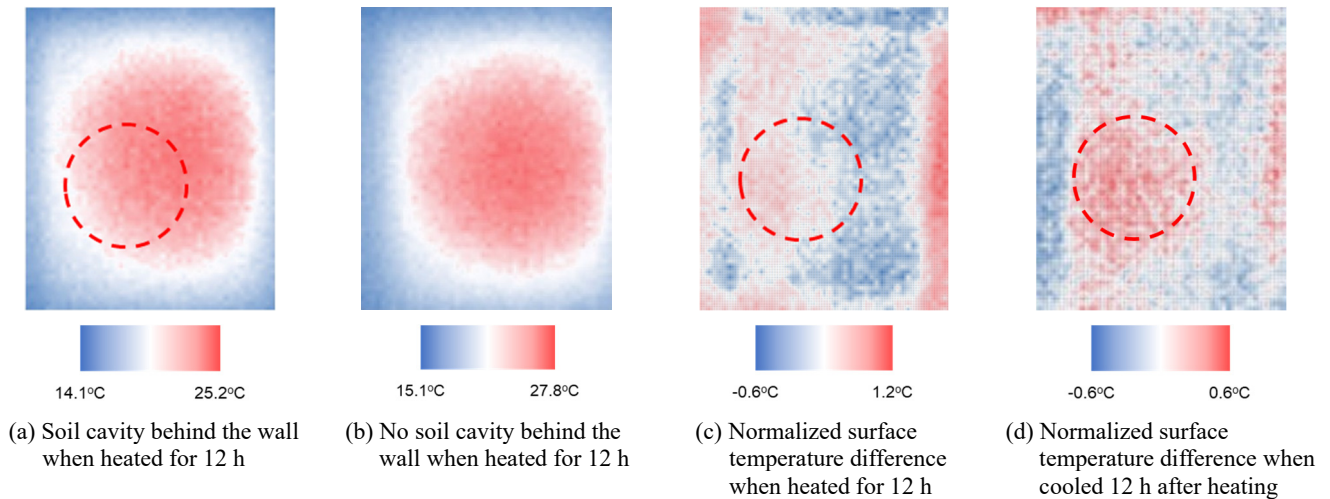 14.1°C 25.2°C
15.1°C 27.8°C
-0.6°C 1.2°C
-0.6°C 0.6°C
(a) Soil cavity behind the wall
when heated for 12 h
(b) No soil cavity behind the
wall when heated for 12 h
(c) Normalized surface
temperature difference
when heated for 12 h
(d) Normalized surface
temperature difference when
cooled 12 h after heating